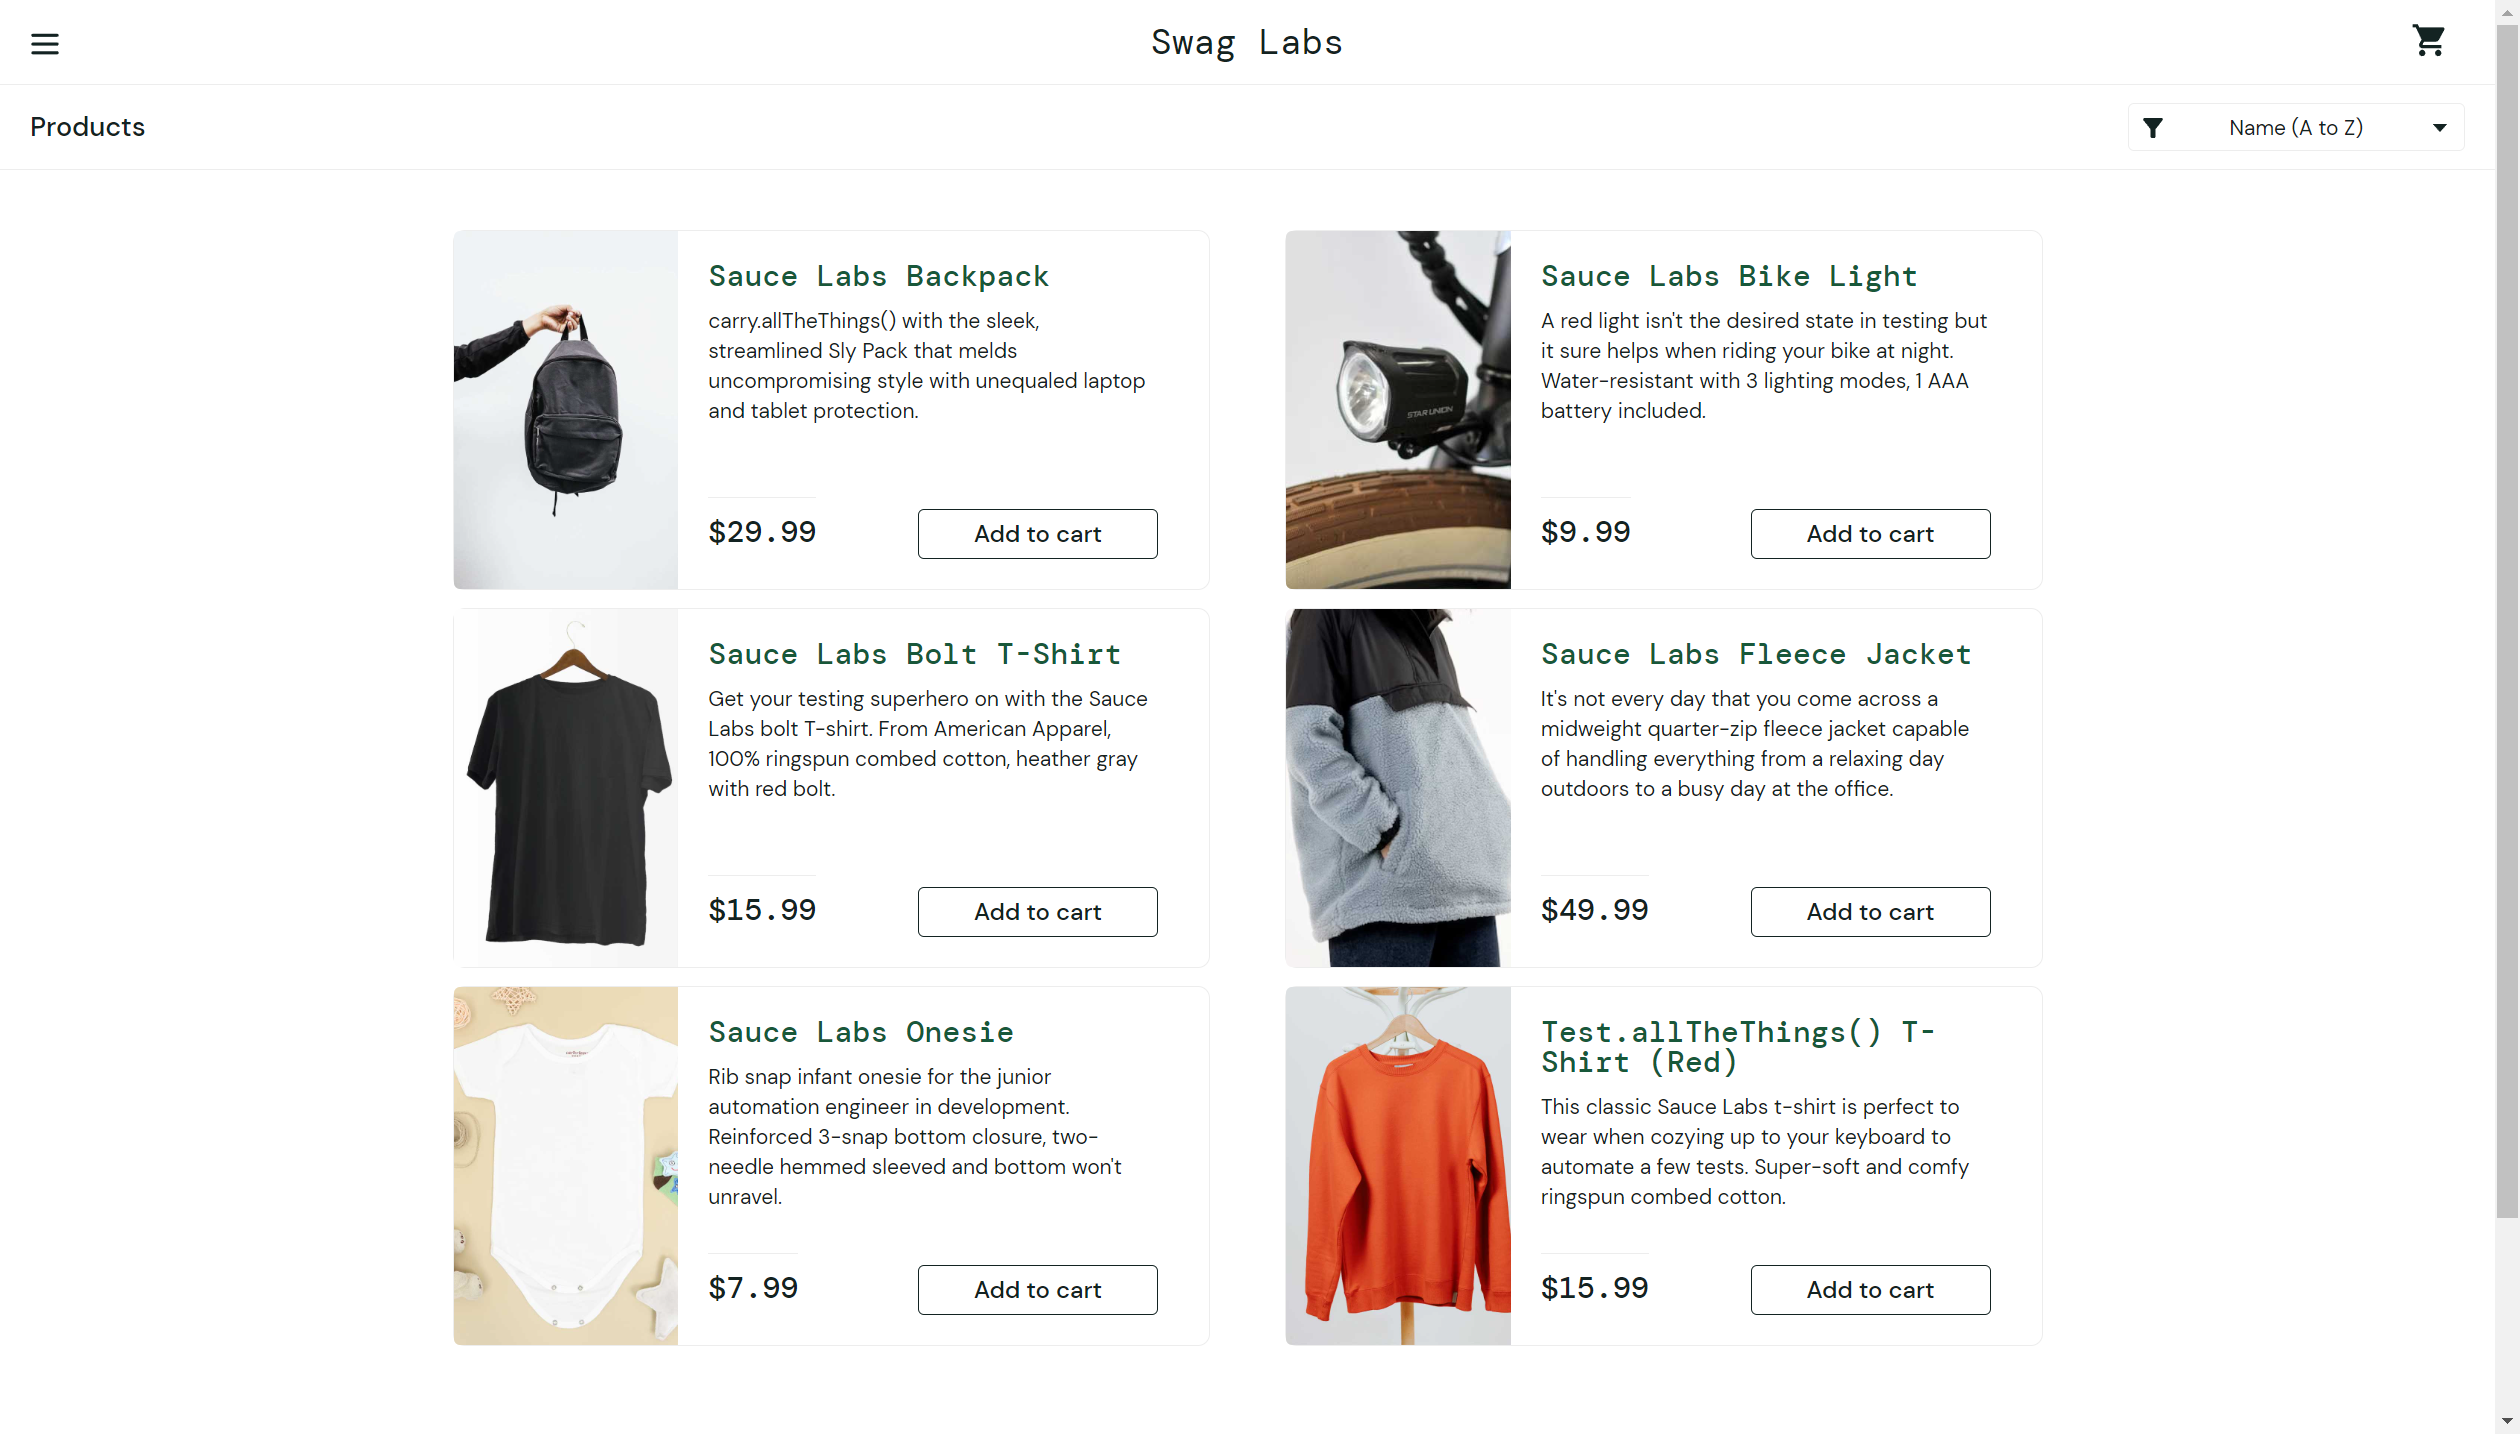 Swag Labs
Products
Name (A to Z)
Sauce Labs Backpack
carry.allTheThings() with the sleek,
streamlined Sly Pack that melds
uncompromising style with unequaled laptop
and tablet protection.
$29.99
Add to cart
Sauce Labs Bike Light
A red light isn't the desired state in testing but
it sure helps when riding your bike at night.
Water-resistant with 3 lighting modes, 1 AAA
battery included.
STAR UNION
$9.99
Add to cart
Sauce Labs Bolt T-Shirt
Get your testing superhero on with the Sauce
Labs bolt T-shirt. From American Apparel,
100% ringspun combed cotton, heather gray
with red bolt.
$15.99
Add to cart
Sauce Labs Fleece Jacket
It's not every day that you come across a
midweight quarter-zip fleece jacket capable
of handling everything from a relaxing day
outdoors to a busy day at the office.
$49.99
Add to cart
Sauce Labs Onesie
Rib snap infant onesie for the junior
automation engineer in development.
Reinforced 3-snap bottom closure, two-
needle hemmed sleeved and bottom won't
unravel.
$7.99
Add to cart
Test.allTheThings() T-
Shirt (Red)
This classic Sauce Labs t-shirt is perfect to
wear when cozying up to your keyboard to
automate a few tests. Super-soft and comfy
ringspun combed cotton.
$15.99
Add to cart